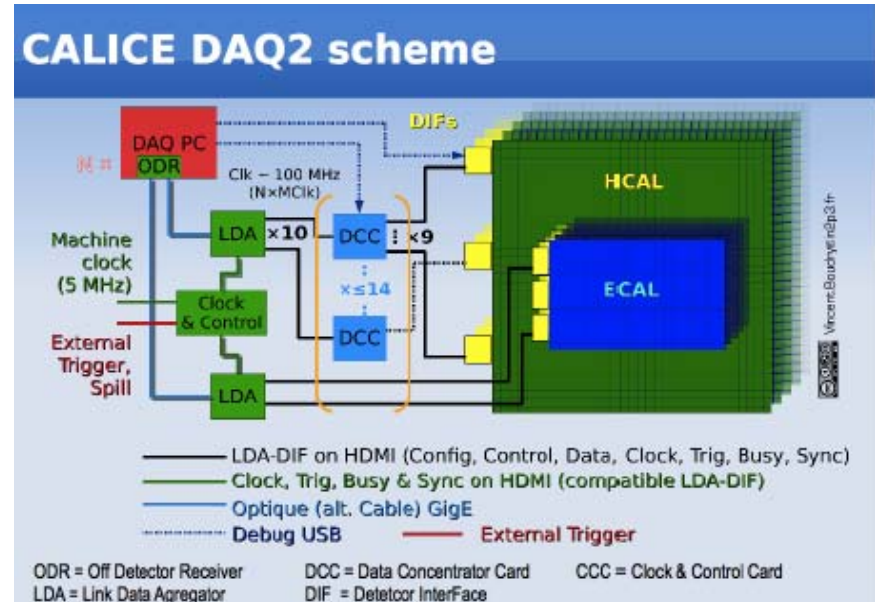 CALICE DAQ2 scheme
DAQ PC
ODR
DIFs
Clk ~ 100 MHz
(N×MClk)
HCAL
LDA
×10
DCC
⋮ ×9
Machine
clock
(5 MHz)
⋮
×≤14
⋮
ECAL
Clock
& Control
External
Trigger,
Spill
DCC
LDA
LDA-DIF on HDMI (Config, Control, Data, Clock, Trig, Busy, Sync)
Clock, Trig, Busy & Sync on HDMI (compatible LDA-DIF)
Optique (alt. Cable) GigE
Debug USB
External Trigger
ODR = Off Detector Receiver
DCC = Data Concentrator Card
CCC = Clock & Control Card
LDA = Link Data Agregator
DIF = Detetcor InterFace